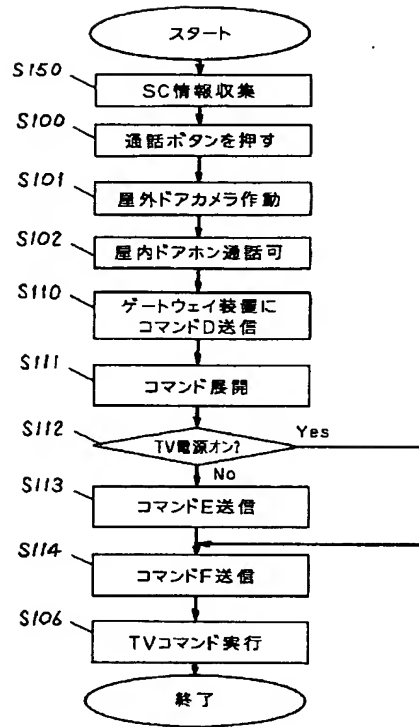 スタート
S150
SC情報収集
S100
通話ボタンを押す
S101
屋外ドアカメラ作動
S102
屋内ドアホン通話可
S110
ゲートウェイ装置に
コマンドD送信
S111
コマンド展開
S112
TV電源オン?
Yes
No
S113
コマンドE送信
S114
コマンドF送信
S106
TVコマンド実行
終了